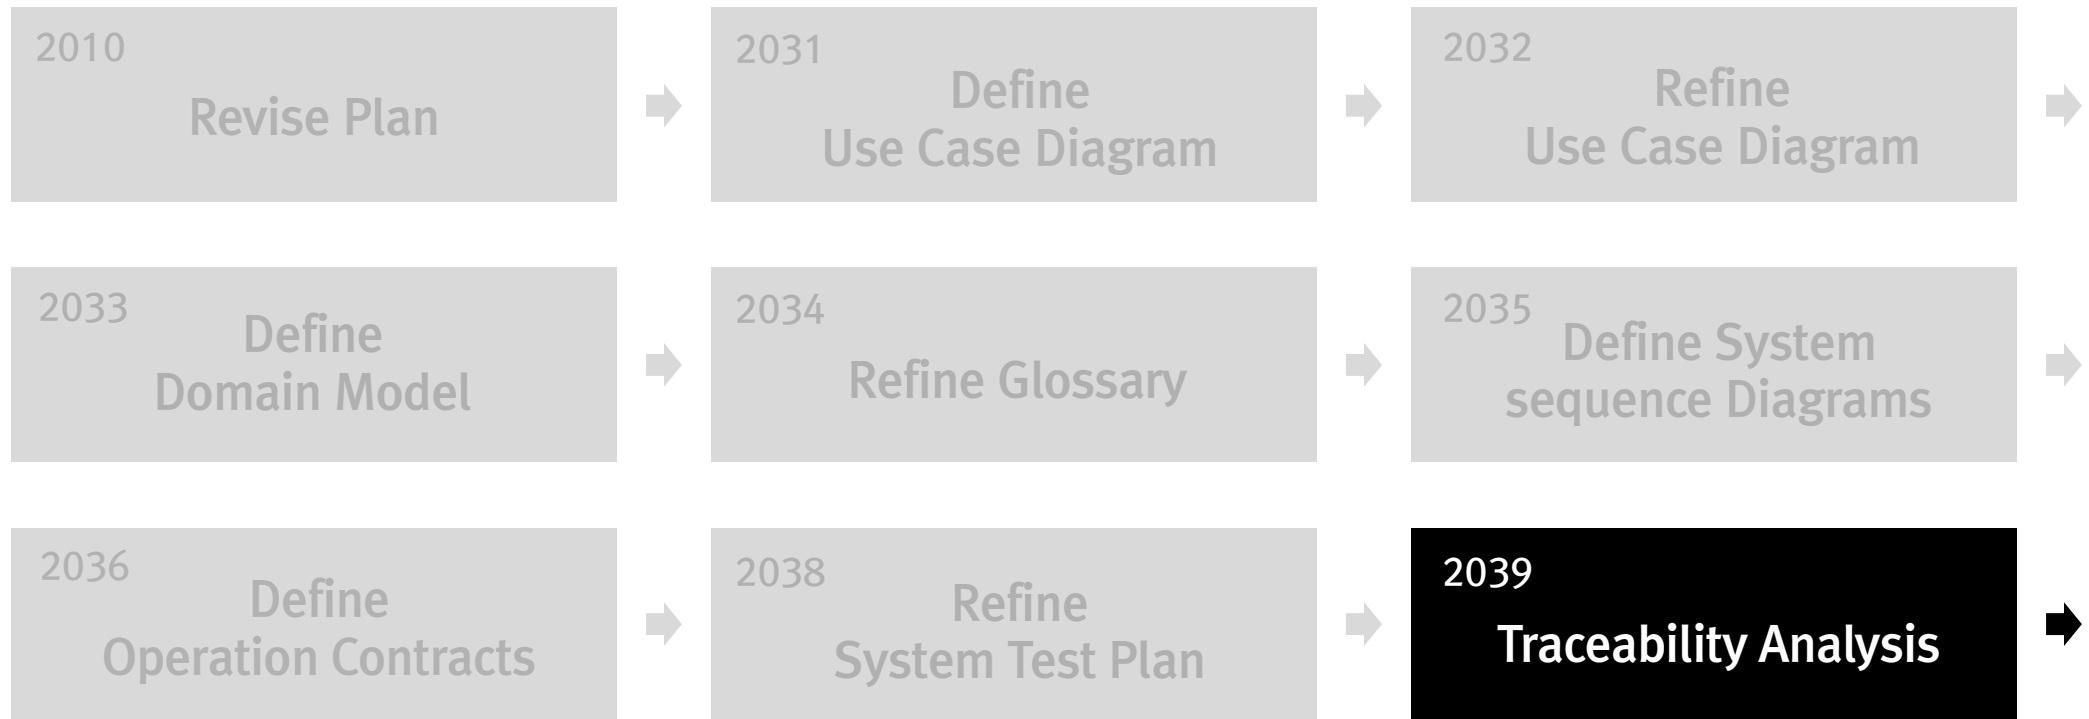 2010
Revise Plan
2031
Define
Use Case Diagram
2032
Refine
Use Case Diagram
2033
Define
Domain Model
2034
Refine Glossary
2035
Define System
sequence Diagrams
2036
Define
Operation Contracts
2038
Refine
System Test Plan
2039
Traceability Analysis